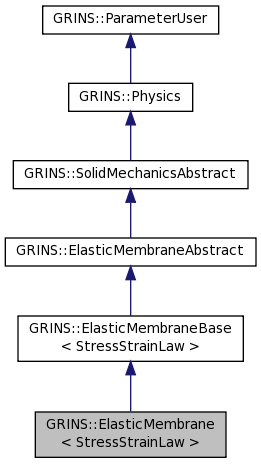 GRINS::ParameterUser
GRINS::Physics
GRINS::SolidMechanicsAbstract
GRINS::ElasticMembraneAbstract
GRINS::ElasticMembraneBase
< StressStrainLaw >
GRINS::ElasticMembrane
< StressStrainLaw >